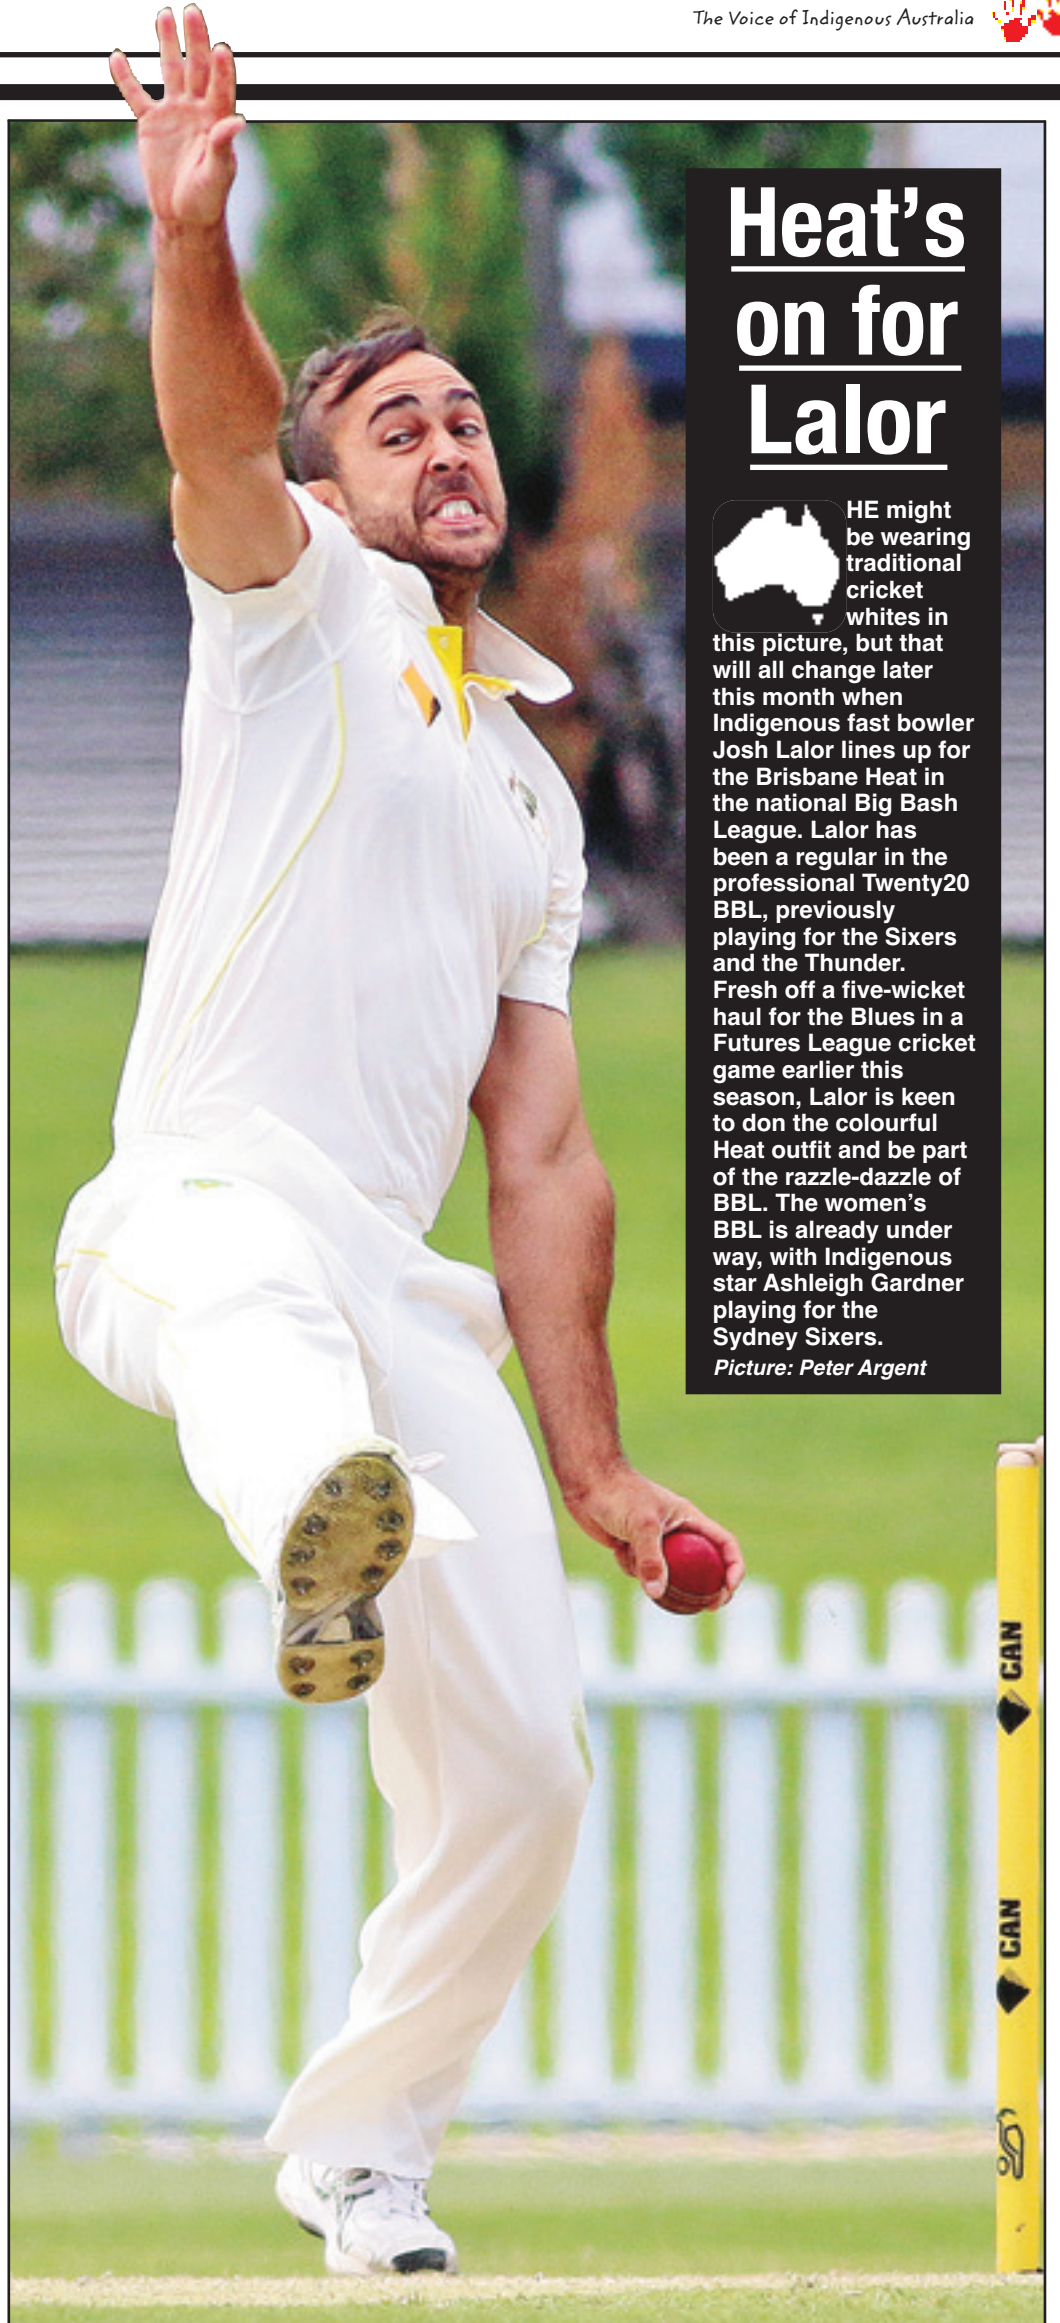 The Voice of Indigenous Australia
Heat's
on for
Lalor
HE might
be wearing
traditional
cricket
whites in
this picture, but that
will all change later
this month when
Indigenous fast bowler
Josh Lalor lines up for
the Brisbane Heat in
the national Big Bash
League. Lalor has
been a regular in the
professional Twenty20
BBL, previously
playing for the Sixers
and the Thunder.
Fresh off a five-wicket
haul for the Blues in a
Futures League cricket
game earlier this
season, Lalor is keen
to don the colourful
Heat outfit and be part
of the razzle-dazzle of
BBL. The women's
BBL is already under
way, with Indigenous
star Ashleigh Gardner
playing for the
Sydney Sixers.
Picture: Peter Argent
CAN
CAN